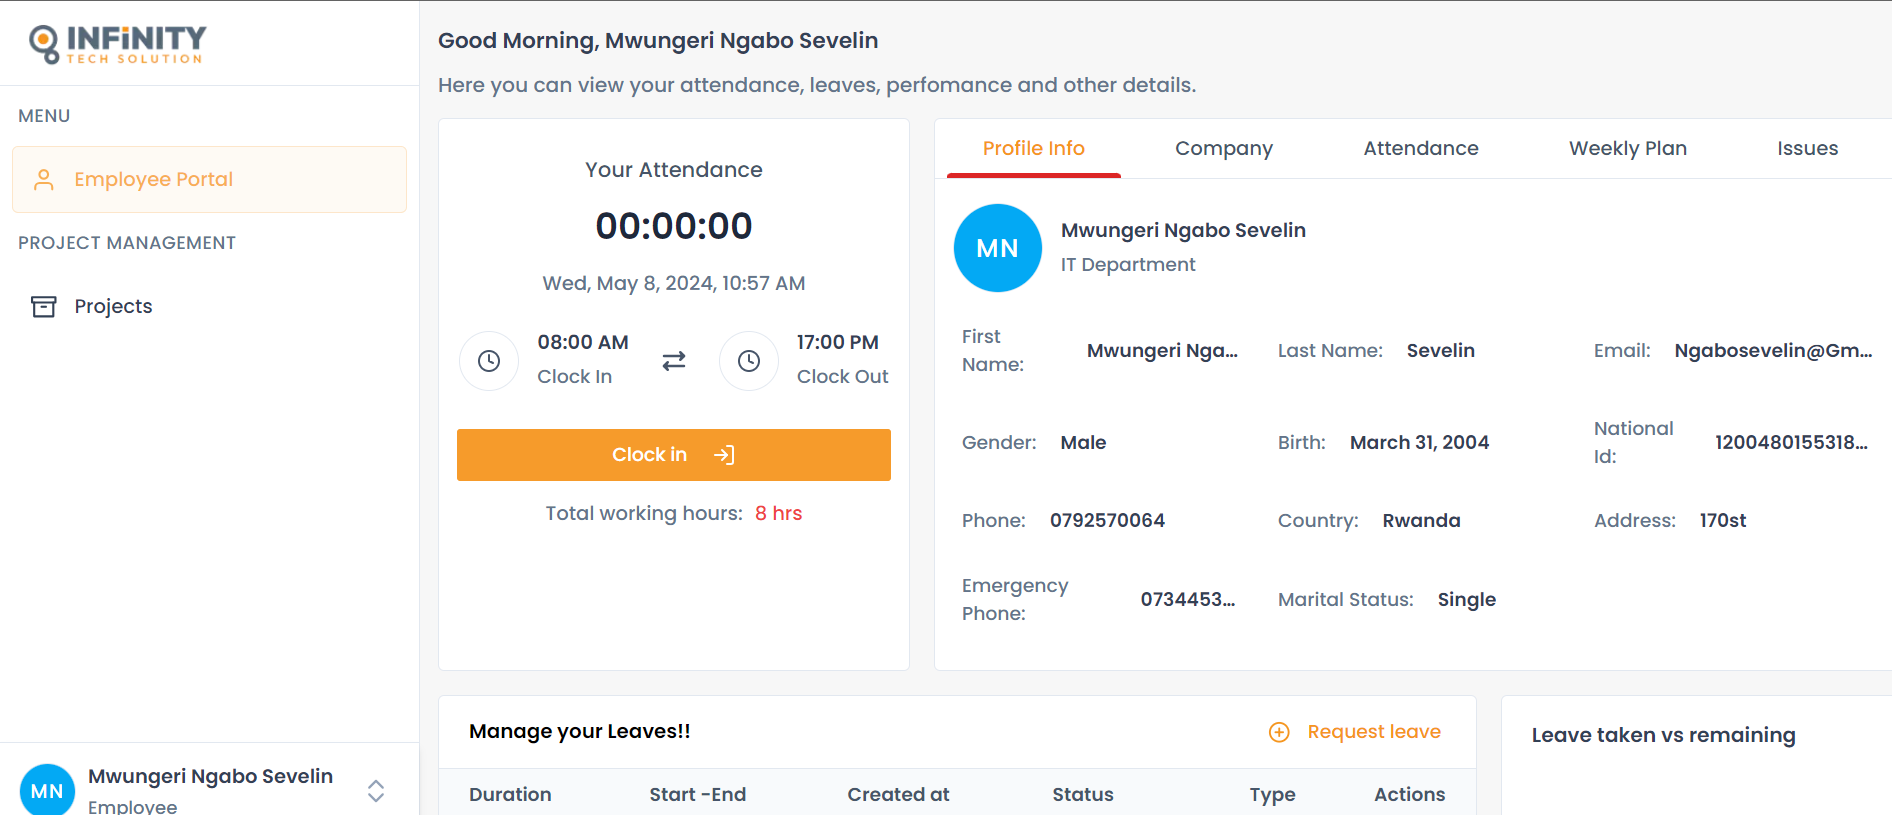 INFINITY
TECH SOLUTION
MENU
Employee Portal
PROJECT MANAGEMENT
Projects
MN
Mwungeri Ngabo Sevelin
Employee
Good Morning, Mwungeri Ngabo Sevelin
Here you can view your attendance, leaves, perfomance and other details.
Your Attendance
00:00:00
Wed, May 8, 2024, 10:57 AM
08:00 AM
Clock In
17:00 PM
Clock Out
Clock in
Total working hours: 8 hrs
Profile Info Company Attendance Weekly Plan Issues
MN
Mwungeri Ngabo Sevelin
IT Department
First
Name: Mwungeri Nga... Last Name: Sevelin Email: Ngabosevelin@Gm...
Gender: Male Birth: March 31, 2004 National
Id: 1200480155318...
Phone: 0792570064 Country: Rwanda Address: 170st
Emergency
Phone: 0734453... Marital Status: Single
Manage your Leaves!!
Request leave
Duration Start -End Created at Status Type Actions
Leave taken vs remaining